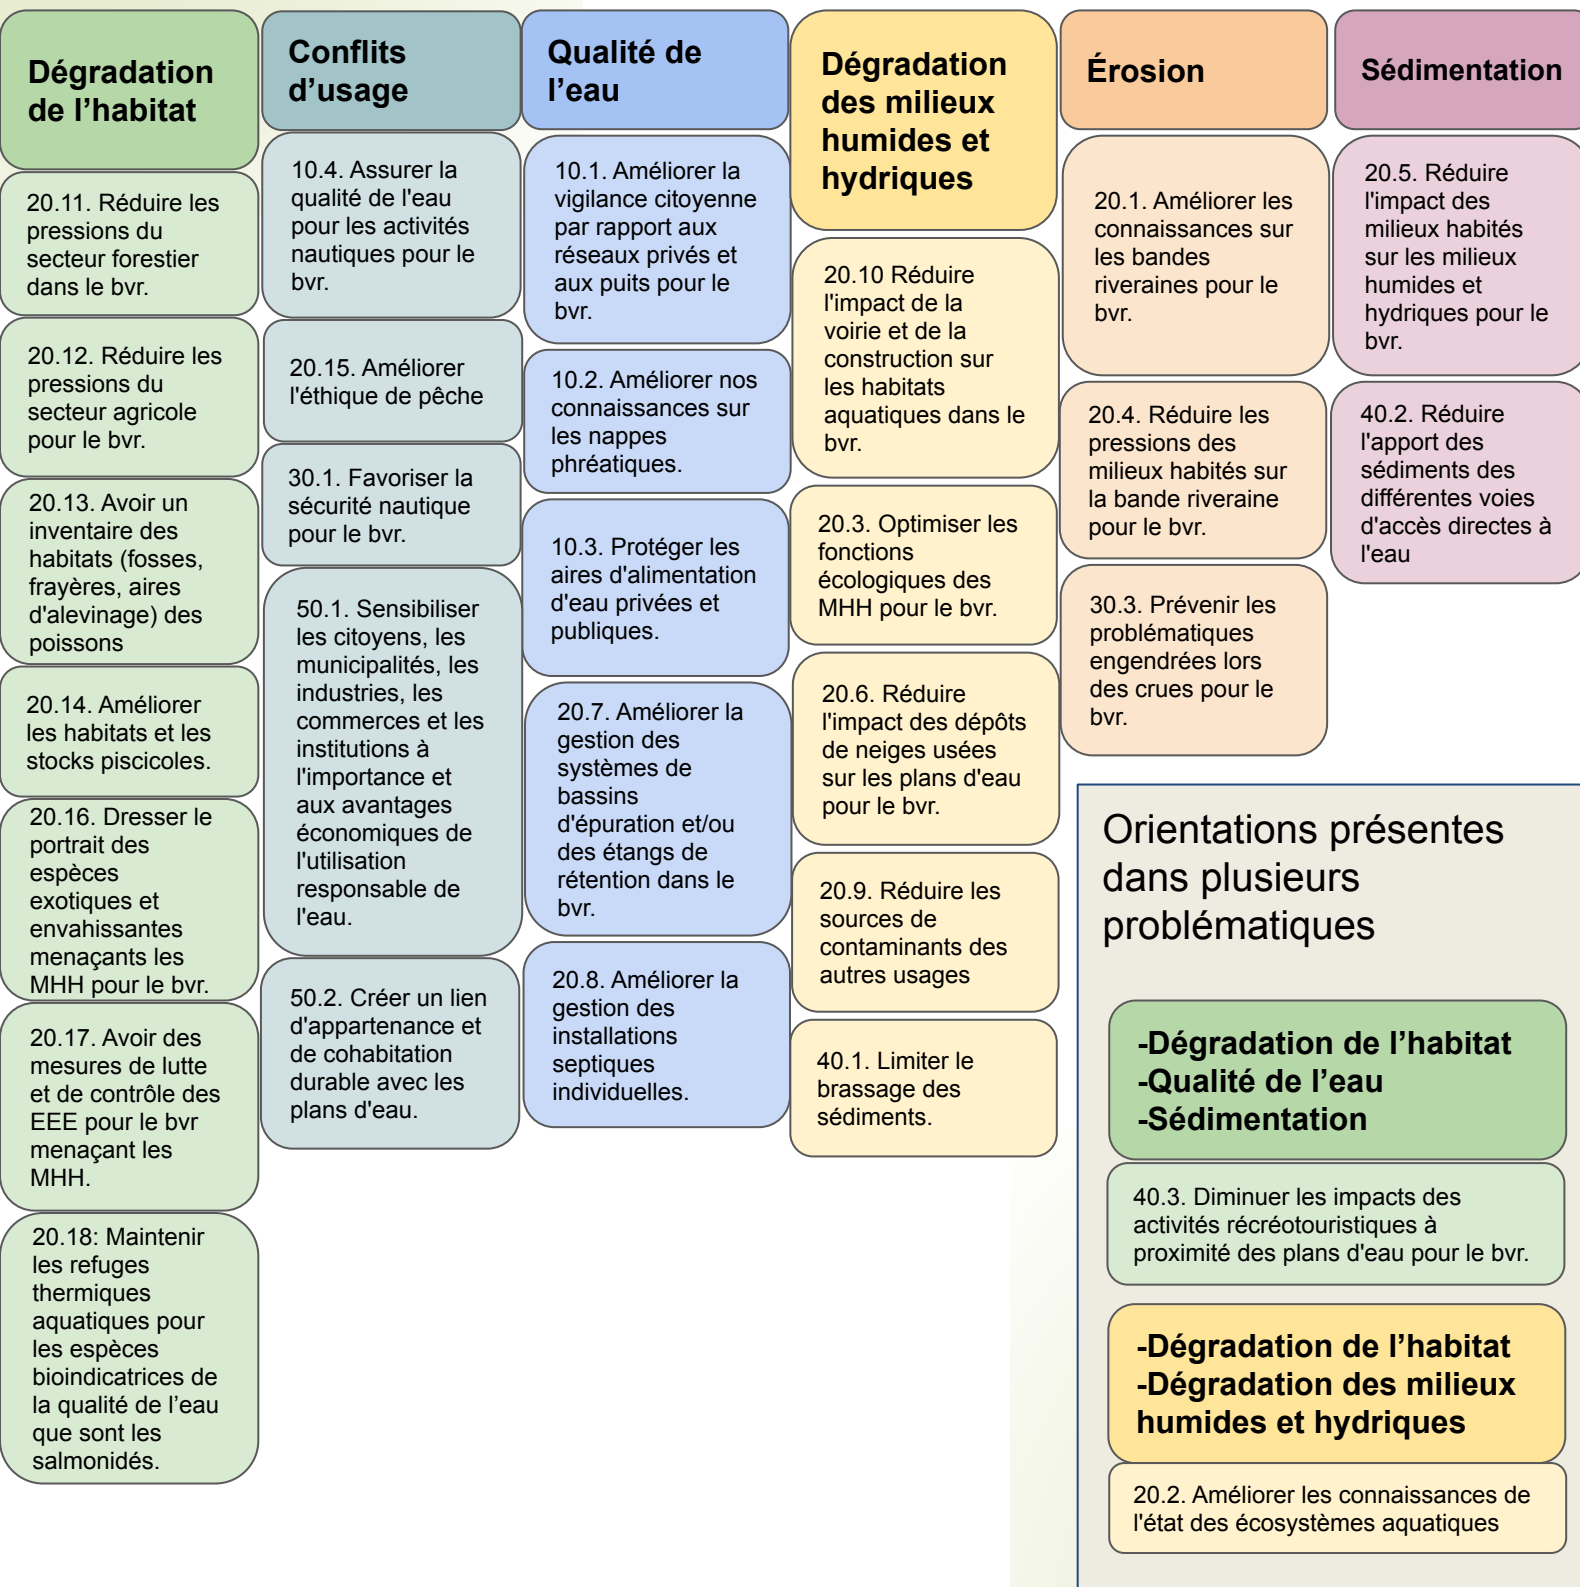 Dégradation
de l'habitat
20.11. Réduire les
pressions du
secteur forestier
dans le bvr.
20.12. Réduire les
pressions du
secteur agricole
pour le bvr.
20.13. Avoir un
inventaire des
habitats (fosses,
frayères, aires
d'alevinage) des
poissons
20.14. Améliorer
les habitats et les
stocks piscicoles.
20.16. Dresser le
portrait des
espèces
exotiques et
envahissantes
menaçants les
MHH pour le bvr.
20.17. Avoir des
mesures de lutte
et de contrôle des
EEE pour le bvr
menaçant les
MHH.
20.18: Maintenir
les refuges
thermiques
aquatiques pour
les espèces
bioindicatrices de
la qualité de l'eau
que sont les
salmonidés.
Conflits
d'usage
10.4. Assurer la
qualité de l'eau
pour les activités
nautiques pour le
bvr.
20.15. Améliorer
l'éthique de pêche
30.1. Favoriser la
sécurité nautique
pour le bvr.
50.1. Sensibiliser
les citoyens, les
municipalités, les
industries, les
commerces et les
institutions à
l'importance et
aux avantages
économiques de
l'utilisation
responsable de
l'eau.
50.2. Créer un lien
d'appartenance et
de cohabitation
durable avec les
plans d'eau.
Qualité de
l'eau
10.1. Améliorer la
vigilance citoyenne
par rapport aux
réseaux privés et
aux puits pour le
bvr.
10.2. Améliorer nos
connaissances sur
les nappes
phréatiques.
10.3. Protéger les
aires d'alimentation
d'eau privées et
publiques.
20.7. Améliorer la
gestion des
systèmes de
bassins
d'épuration et/ou
des étangs de
rétention dans le
bvr.
20.8. Améliorer la
gestion des
installations
septiques
individuelles.
Dégradation
des milieux
humides et
hydriques
20.10 Réduire
l'impact de la
voirie et de la
construction sur
les habitats
aquatiques dans le
bvr.
20.3. Optimiser les
fonctions
écologiques des
MHH pour le bvr.
20.6. Réduire
l'impact des dépôts
de neiges usées
sur les plans d'eau
pour le bvr.
20.9. Réduire les
sources de
contaminants des
autres usages
40.1. Limiter le
brassage des
sédiments.
Érosion
20.1. Améliorer les
connaissances sur
les bandes
riveraines pour le
bvr.
20.4. Réduire les
pressions des
milieux habités sur
la bande riveraine
pour le bvr.
30.3. Prévenir les
problématiques
engendrées lors
des crues pour le
bvr.
Sédimentation
20.5. Réduire
l'impact des
milieux habités
sur les milieux
humides et
hydriques pour le
bvr.
40.2. Réduire
l'apport des
sédiments des
différentes voies
d'accès directes à
l'eau
Orientations présentes
dans plusieurs
problématiques
-Dégradation de l'habitat
-Qualité de l'eau
-Sédimentation
40.3. Diminuer les impacts des
activités récréotouristiques à
proximité des plans d'eau pour le bvr.
-Dégradation de l'habitat
-Dégradation des milieux
humides et hydriques
20.2. Améliorer les connaissances de
l'état des écosystèmes aquatiques